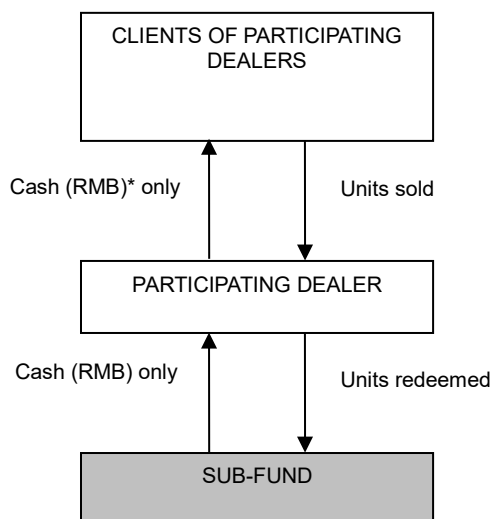 CLIENTS OF PARTICIPATING
DEALERS
Cash (RMB)* only
Units sold
PARTICIPATING DEALER
Cash (RMB) only
Units redeemed
SUB-FUND